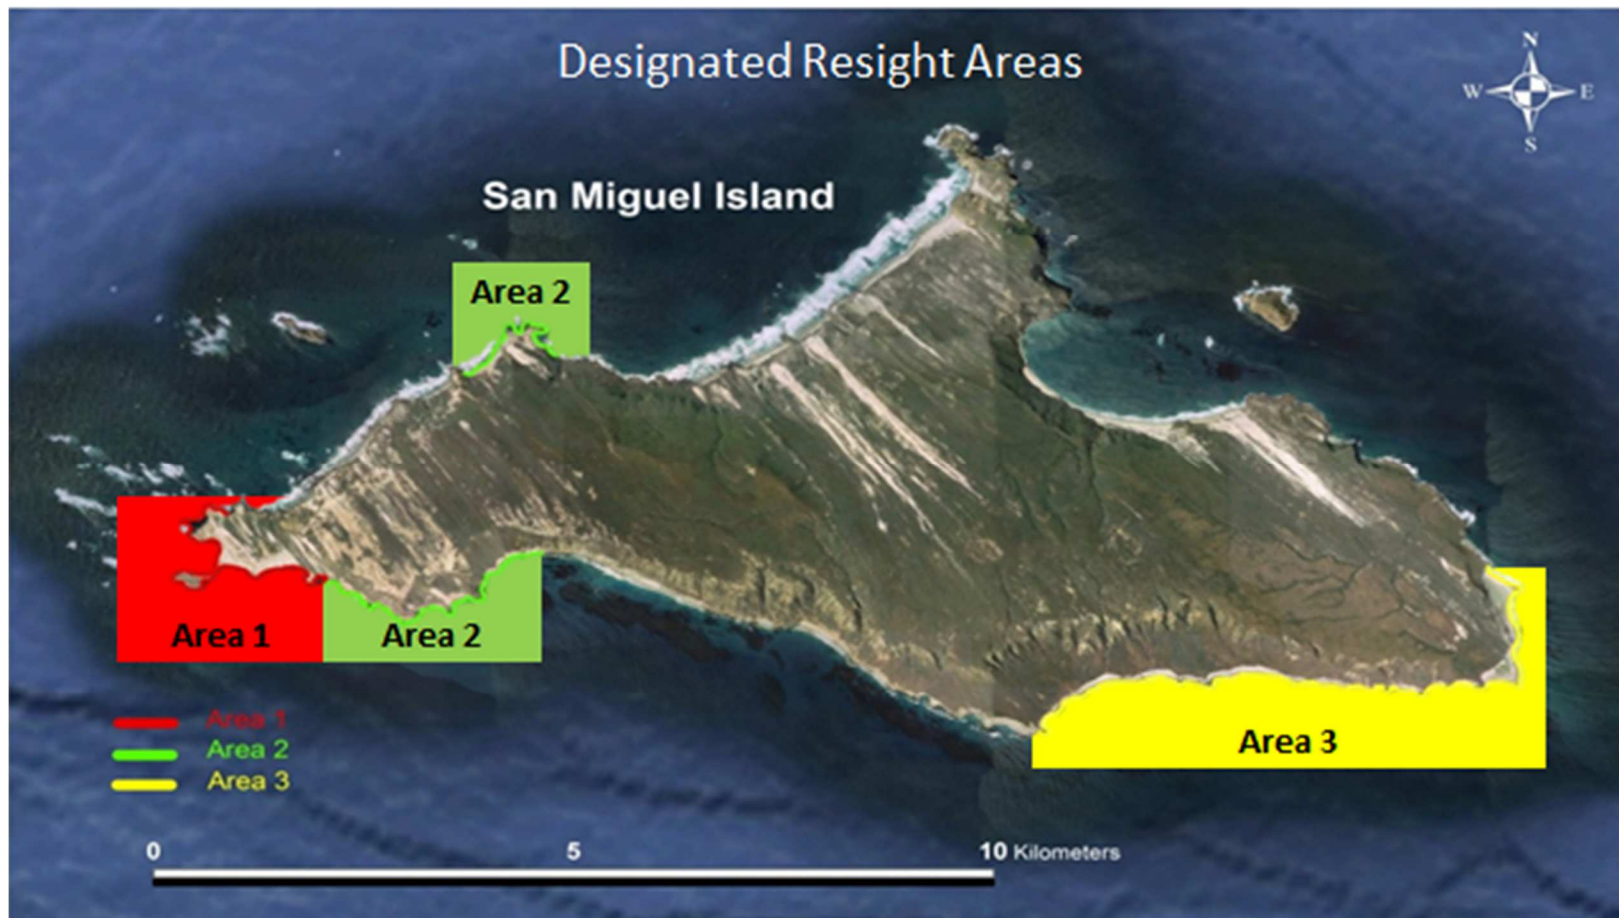 Designated Resight Areas
N
W E
S
San Miguel Island
Area 2
Area 1
Area 2
Area 3
Area 1
Area 2
Area 3
0 5 10 Kilometers